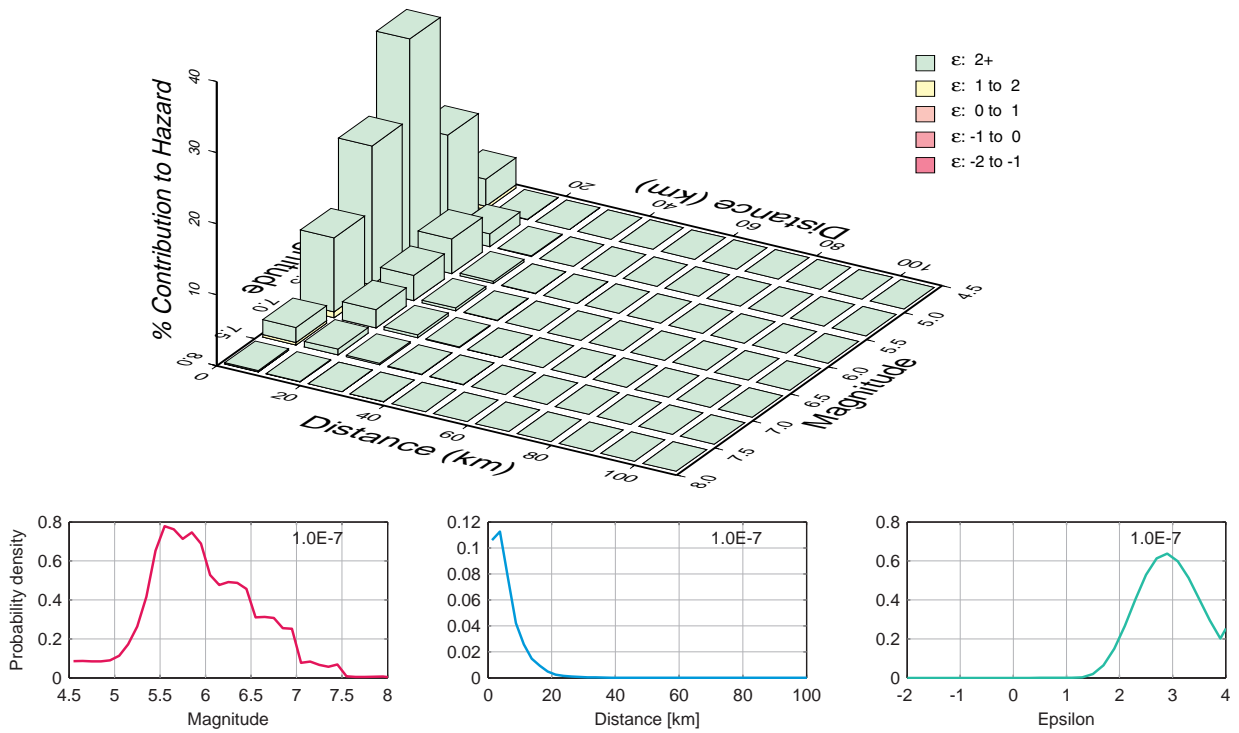 % Contribution to Hazard
40
30
20
10
ε: 2+
ε: 1 to 2
ε: 0 to 1
ε: -1 to 0
ε: -2 to -1
20
40
60
80
100
Distance (km)
4.5
5.0
5.5
6.0
6.5
7.0
7.5
8.0
Magnitude
7.0
7.5
8.0
0
20
40
60
80
100
Distance (km)
Probability density
0.8
0.6
0.4
0.2
0
1.0E-7
4.5 5 5.5 6 6.5 7 7.5 8
Magnitude
0.12
0.1
0.08
0.06
0.04
0.02
0
1.0E-7
0 20 40 60 80 100
Distance [km]
0.8
0.6
0.4
0.2
0
1.0E-7
-2 -1 0 1 2 3 4
Epsilon